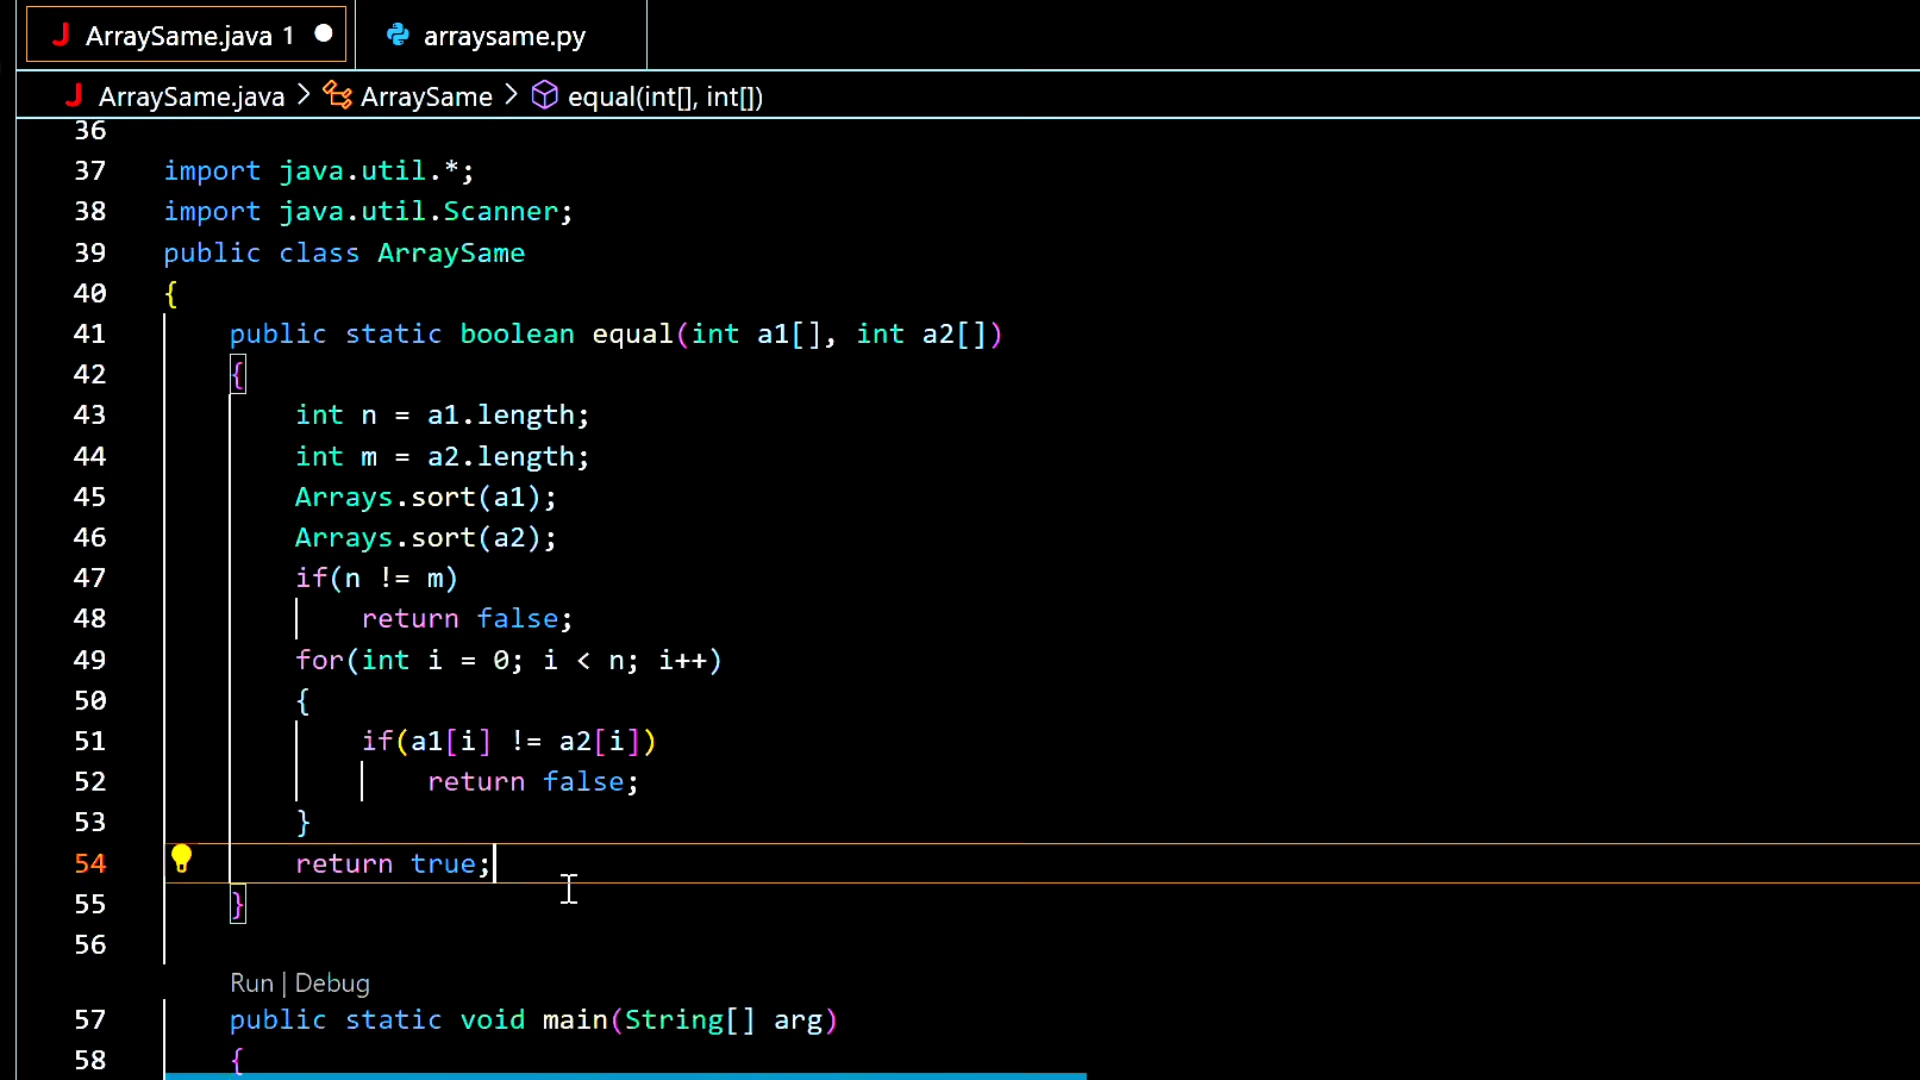 ArraySame.java 1 arraysame.py
ArraySame.java > ArraySame > equal(int[], int[])
36
37 import java.util.*;
38 import java.util.Scanner;
39 public class ArraySame
40 {
41 public static boolean equal(int a1[], int a2[])
42 {
43 int n = a1.length;
44 int m = a2.length;
45 Arrays.sort(a1);
46 Arrays.sort(a2);
47 if(n != m)
48 return false;
49 for(int i = 0; i < n; i++)
50 {
51 if(a1[i] != a2[i])
52 return false;
53 }
54 return true;
55 }
56
Run | Debug
57 public static void main(String[] arg)
58 {